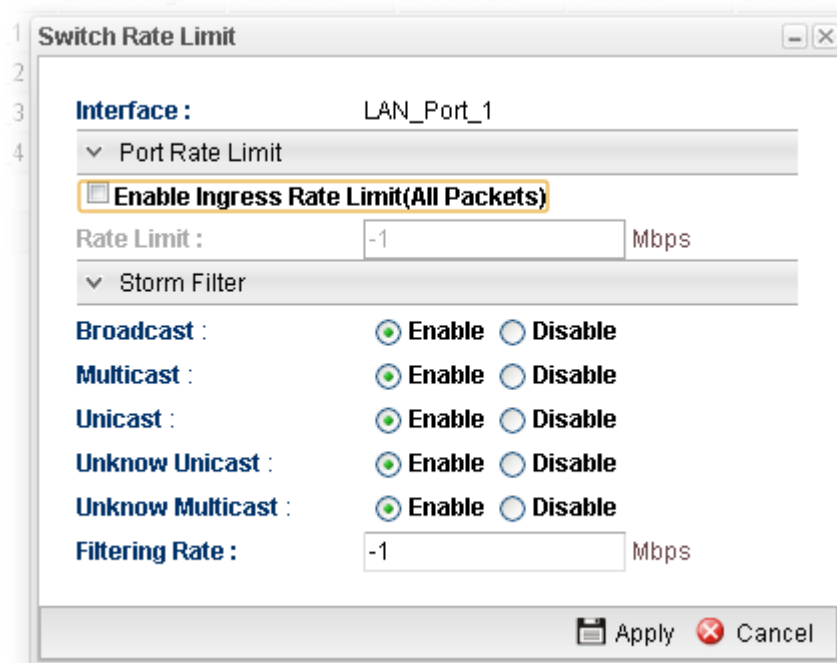 Switch Rate Limit
1
2
3
4
Interface : LAN_Port_1
Port Rate Limit
Enable Ingress Rate Limit(All Packets)
Rate Limit : -1 Mbps
Storm Filter
Broadcast : Enable Disable
Multicast : Enable Disable
Unicast : Enable Disable
Unknow Unicast : Enable Disable
Unknow Multicast : Enable Disable
Filtering Rate : -1 Mbps
Apply Cancel